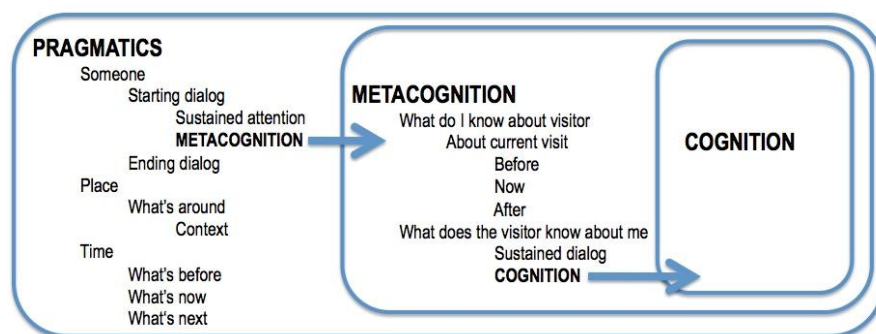 PRAGMATICS
Someone
Starting dialog
Sustained attention
METACOGNITION
Ending dialog
Place
What's around
Context
Time
What's before
What's now
What's next
METACOGNITION
What do I know about visitor
About current visit
Before
Now
After
What does the visitor know about me
Sustained dialog
COGNITION
COGNITION